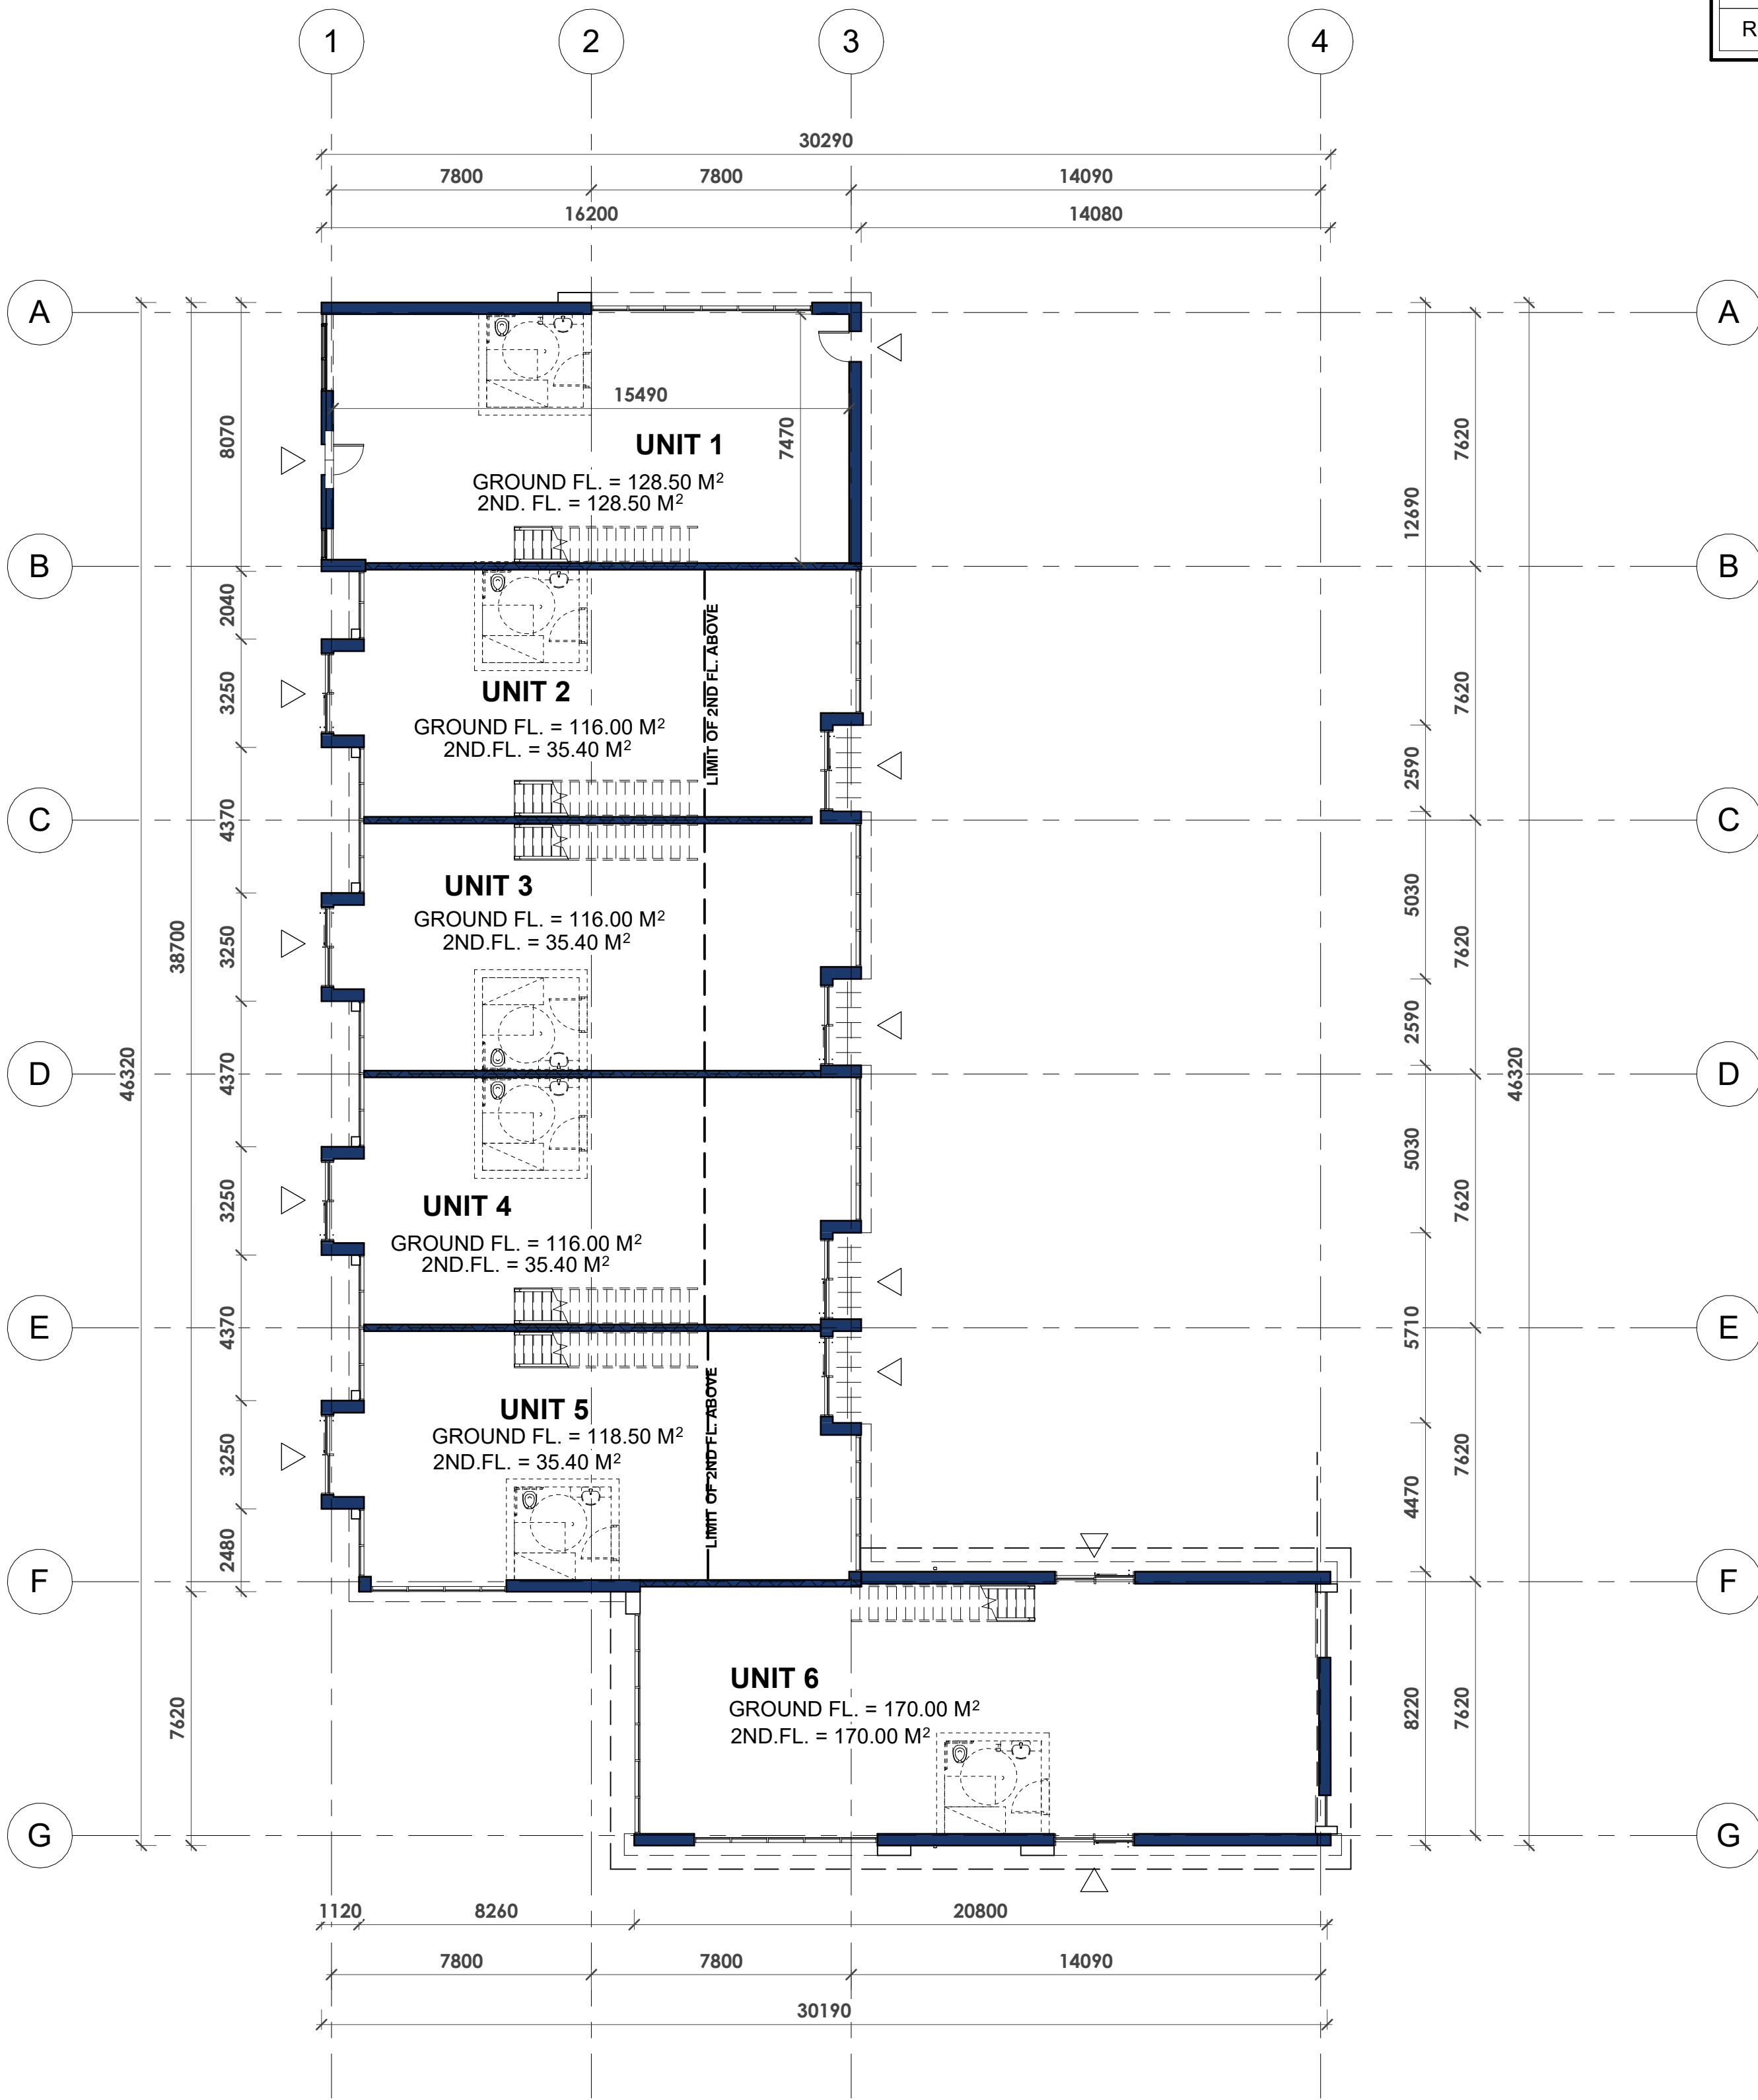 R
1 2 3 4
30290
7800 7800 14090
16200 14080
A A
15490
8070
7470
7620
UNIT 1
GROUND FL. = 128.50 M²
2ND. FL. = 128.50 M²
12690
B B
2040
LIMIT OF 2ND FL. ABOVE
3250
7620
UNIT 2
GROUND FL. = 116.00 M²
2ND.FL. = 35.40 M²
2590
C C
4370
UNIT 3
GROUND FL. = 116.00 M²
2ND.FL. = 35.40 M²
5030
38700
3250
7620
2590
D D
46320
4370
46320
5030
UNIT 4
3250
7620
GROUND FL. = 116.00 M²
2ND.FL. = 35.40 M²
E E
4370
5710
UNIT 5
GROUND FL. = 118.50 M²
2ND.FL. = 35.40 M²
LIMIT OF 2ND FL. ABOVE
3250
7620
4470
2480
F F
UNIT 6
GROUND FL. = 170.00 M²
2ND.FL. = 170.00 M²
7620
8220
7620
G G
1120 8260 20800
7800 7800 14090
30190